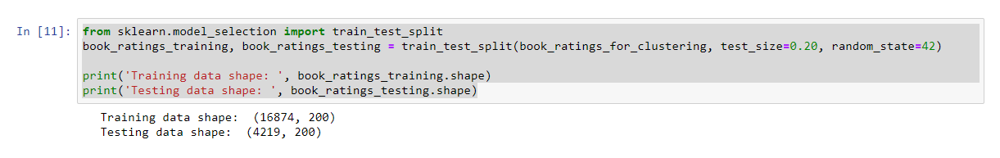 In [11]: from sklearn.model_selection import train_test_split
book_ratings_training, book_ratings_testing = train_test_split(book_ratings_for_clustering, test_size=0.20, random_state=42)
print('Training data shape: ', book_ratings_training.shape)
print('Testing data shape: ', book_ratings_testing.shape)
Training data shape:  (16874, 200)
Testing data shape:  (4219, 200)